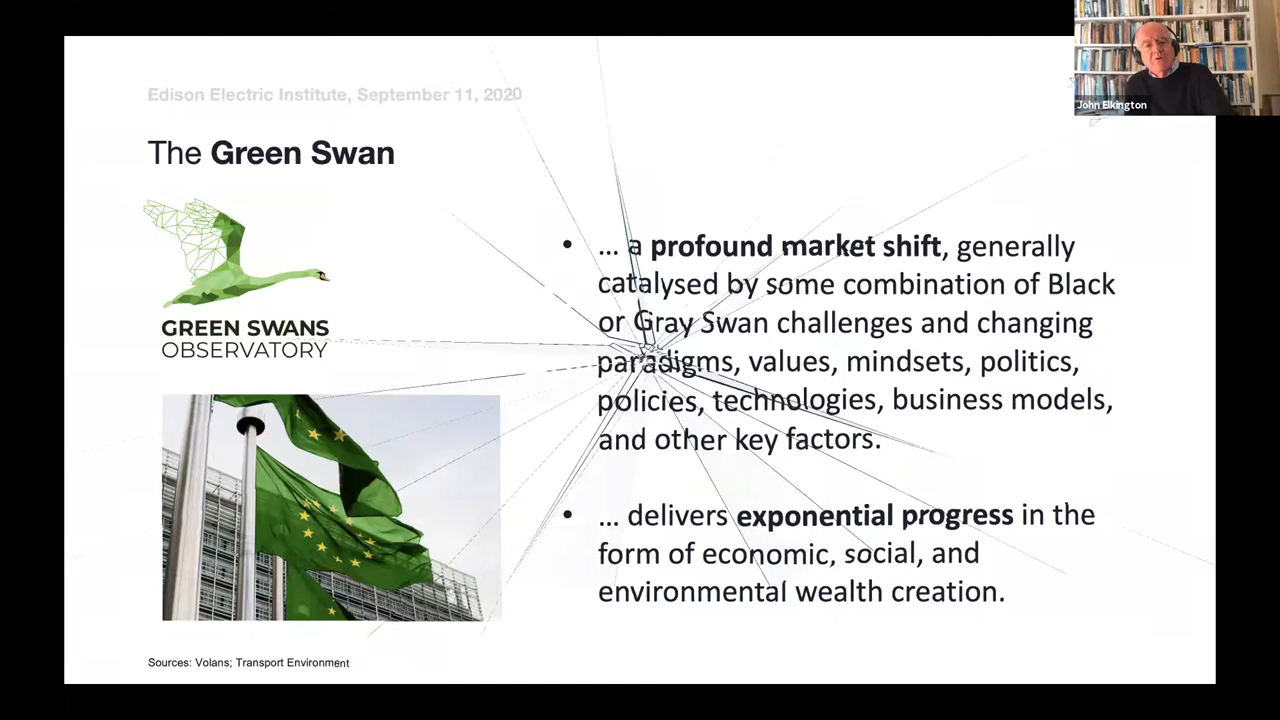 Edison Electric Institute, September 11, 2020
John Elkington
The Green Swan
GREEN SWANS
OBSERVATORY
• ... a profound market shift, generally
catalysed by some combination of Black
or Gray Swan challenges and changing
paradigms, values, mindsets, politics,
policies, technologies, business models,
and other key factors.
• ... delivers exponential progress in the
form of economic, social, and
environmental wealth creation.
Sources: Volans; Transport Environment